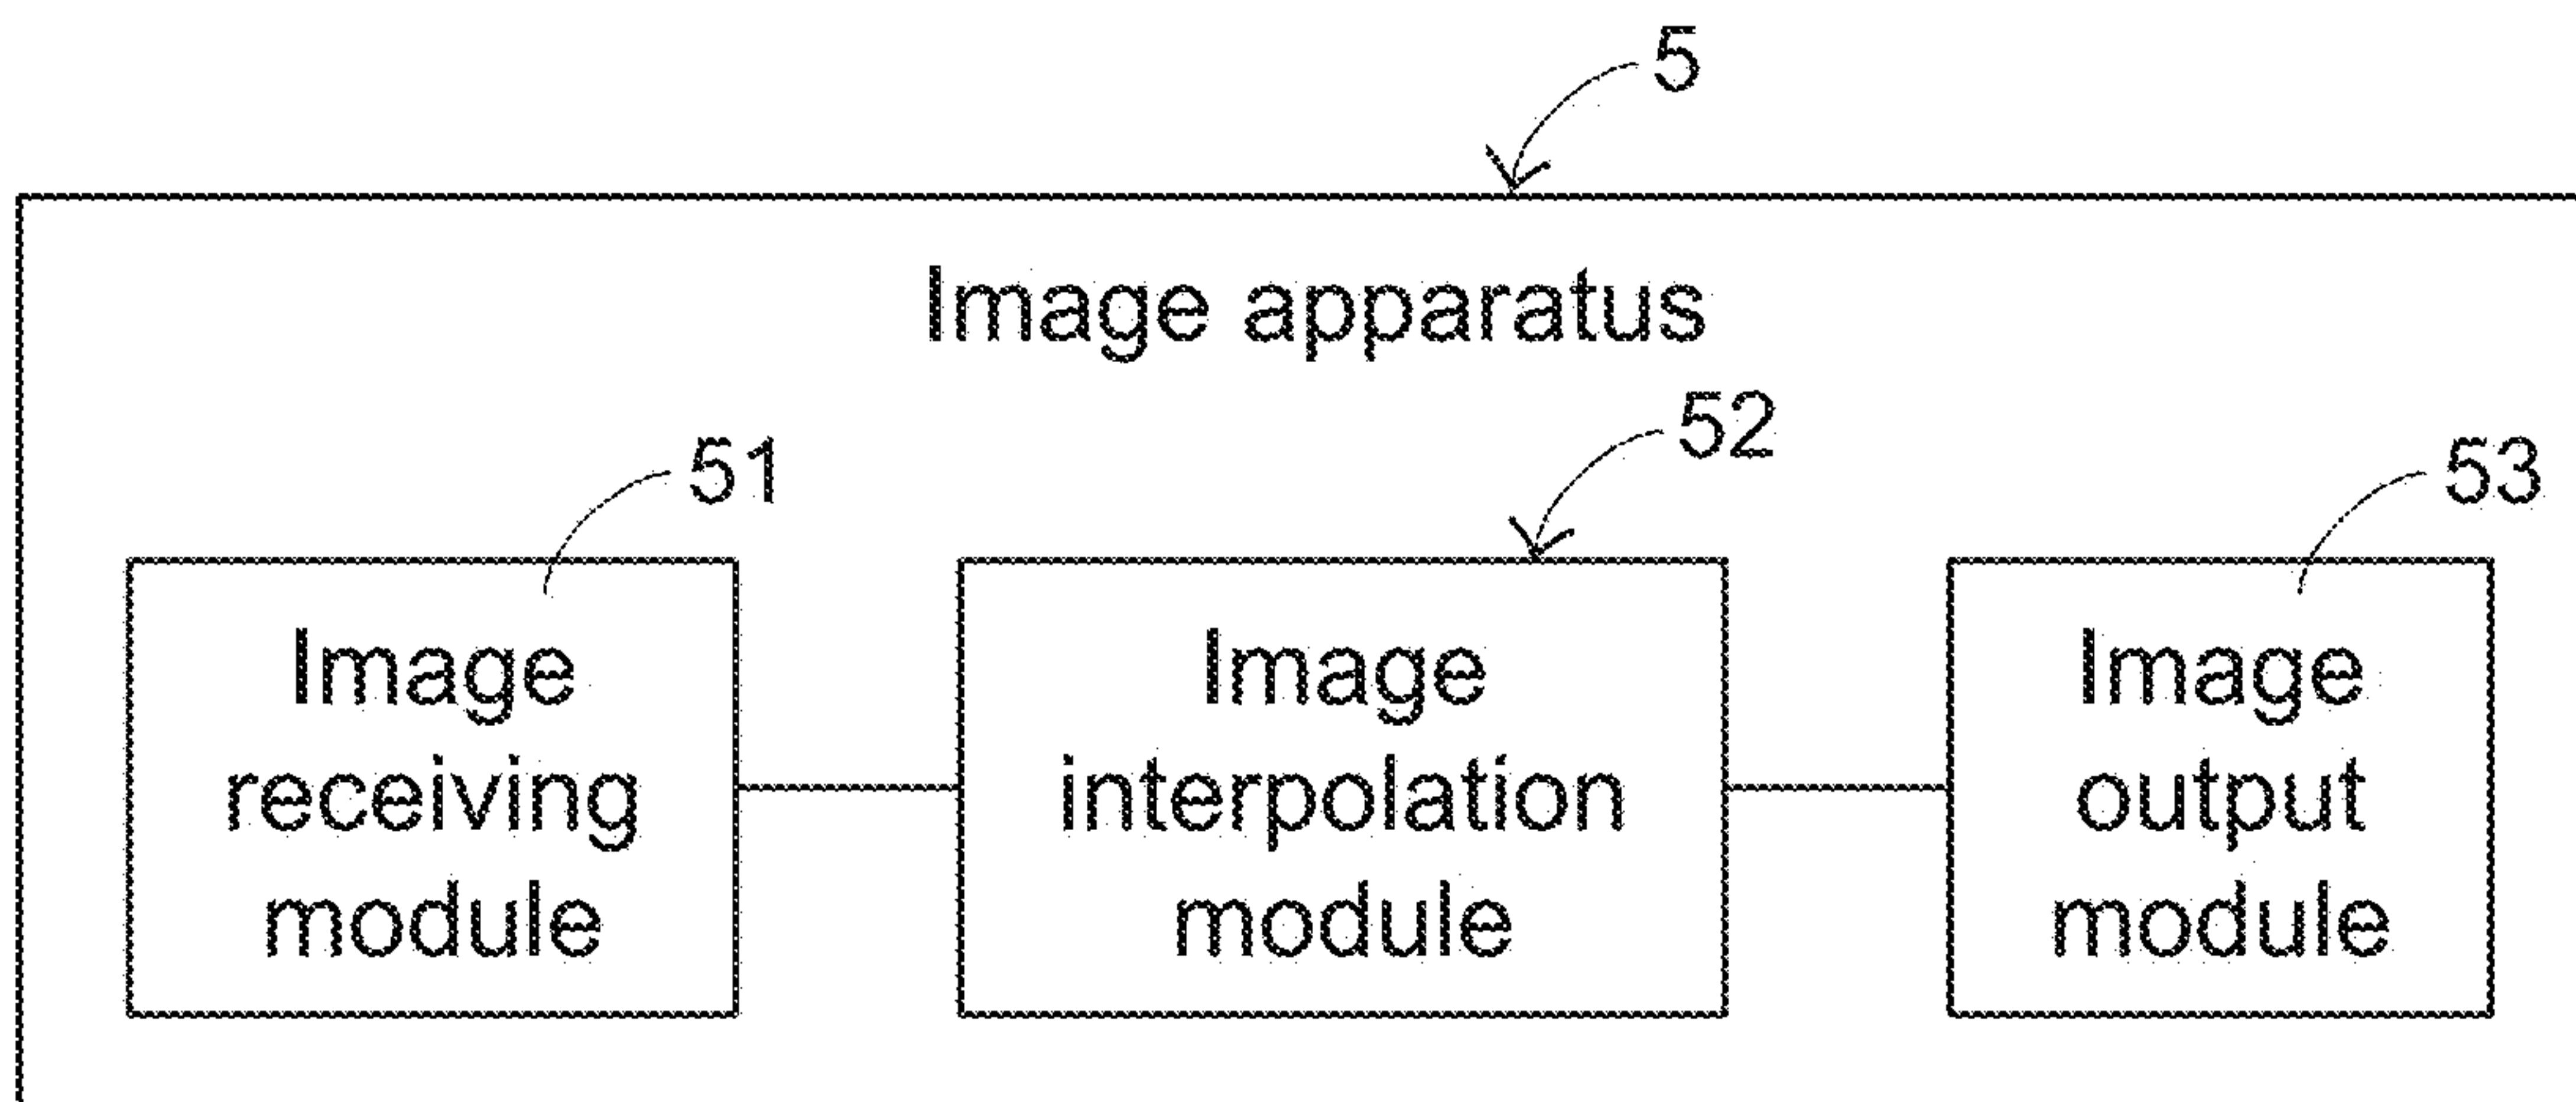 5
Image apparatus
51
52
53
Image
receiving
module
Image
interpolation
module
Image
output
module